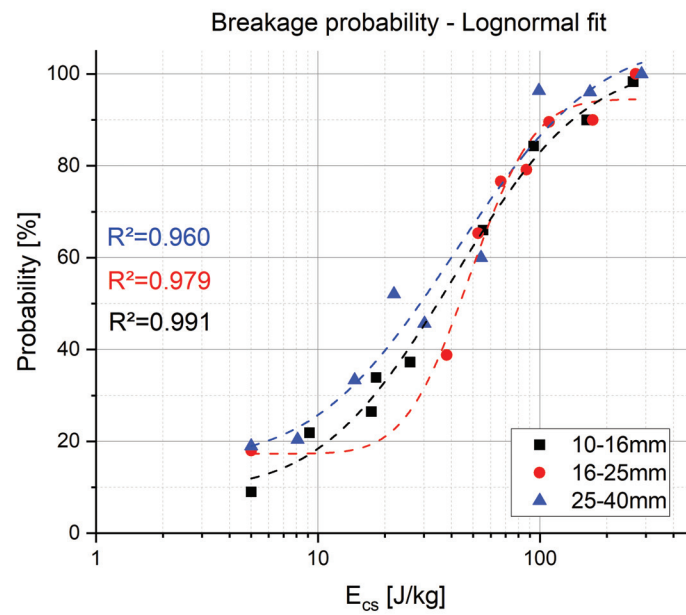 Breakage probability - Lognormal fit
100
80
60
40
20
0
Probability [%]
R²=0.960
R²=0.979
R²=0.991
10-16mm
16-25mm
25-40mm
1
10
100
E_cs [J/kg]